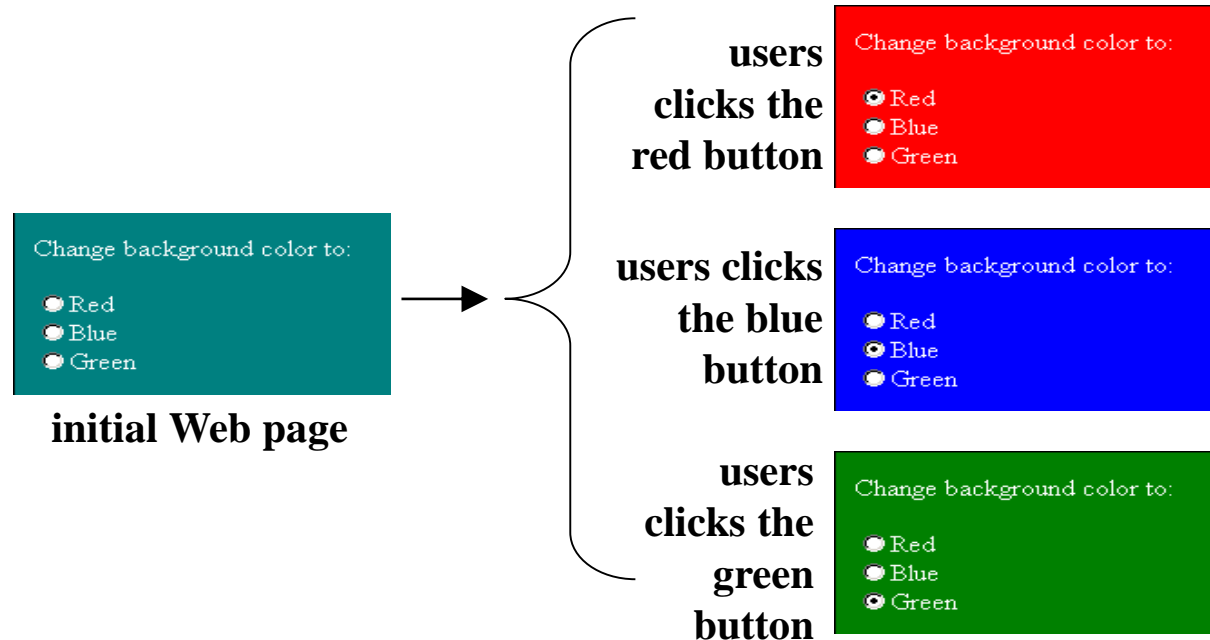 Change background color to:
Red
Blue
Green
initial Web page
users
clicks the
red button
Change background color to:
Red
Blue
Green
users clicks
the blue
button
Change background color to:
Red
Blue
Green
users
clicks the
green
button
Change background color to:
Red
Blue
Green